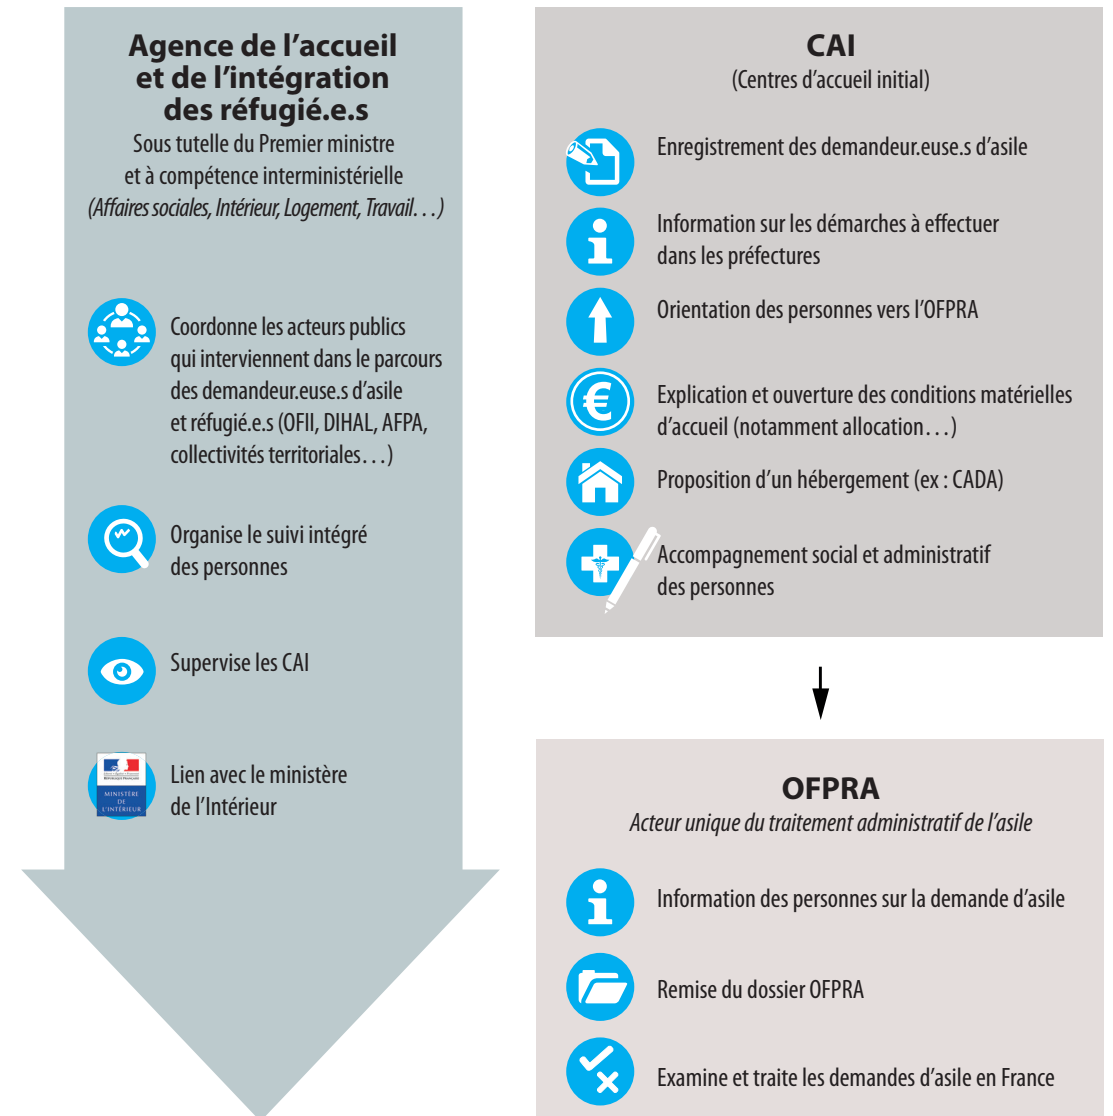 Agence de l’accueil
et de l’intégration
des réfugié.e.s
Sous tutelle du Premier ministre
et à compétence interministérielle
(Affaires sociales, Intérieur, Logement, Travail…)
Coordonne les acteurs publics
qui interviennent dans le parcours
des demandeur.euse.s d’asile
et réfugié.e.s (OFII, DIHAL, AFPA,
collectivités territoriales…)
Organise le suivi intégré
des personnes
Supervise les CAI
MINISTÈRE
DE
L’INTÉRIEUR
Lien avec le ministère
de l’Intérieur
CAI
(Centres d’accueil initial)
Enregistrement des demandeur.euse.s d’asile
Information sur les démarches à effectuer
dans les préfectures
Orientation des personnes vers l’OFPRA
€
Explication et ouverture des conditions matérielles
d’accueil (notamment allocation…)
Proposition d’un hébergement (ex : CADA)
Accompagnement social et administratif
des personnes
OFPRA
Acteur unique du traitement administratif de l’asile
Information des personnes sur la demande d’asile
Remise du dossier OFPRA
Examine et traite les demandes d’asile en France